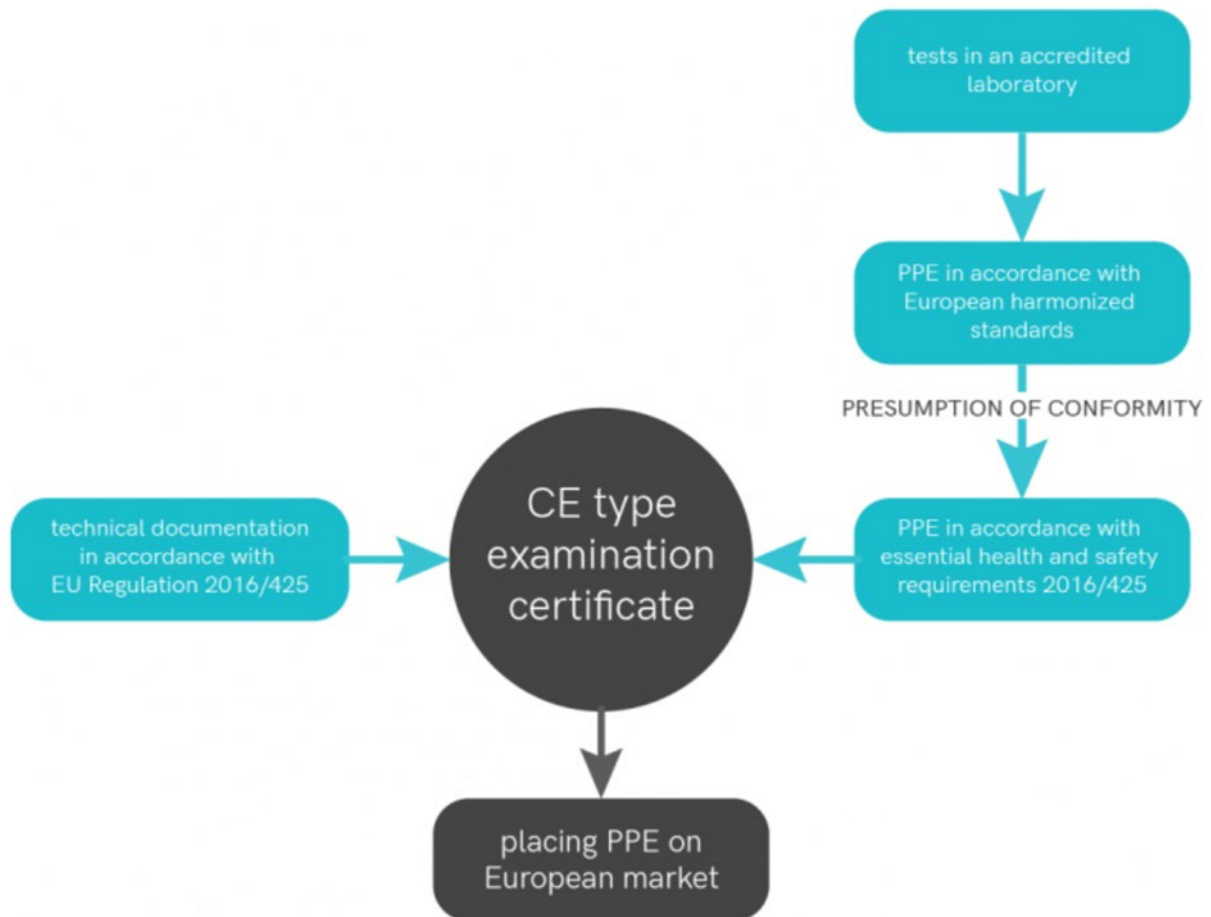 tests in an accredited
laboratory
PPE in accordance with
European harmonized
standards
PRESUMPTION OF CONFORMITY
CE type
examination
certificate
technical documentation
in accordance with
EU Regulation 2016/425
PPE in accordance with
essential health and safety
requirements 2016/425
placing PPE on
European market